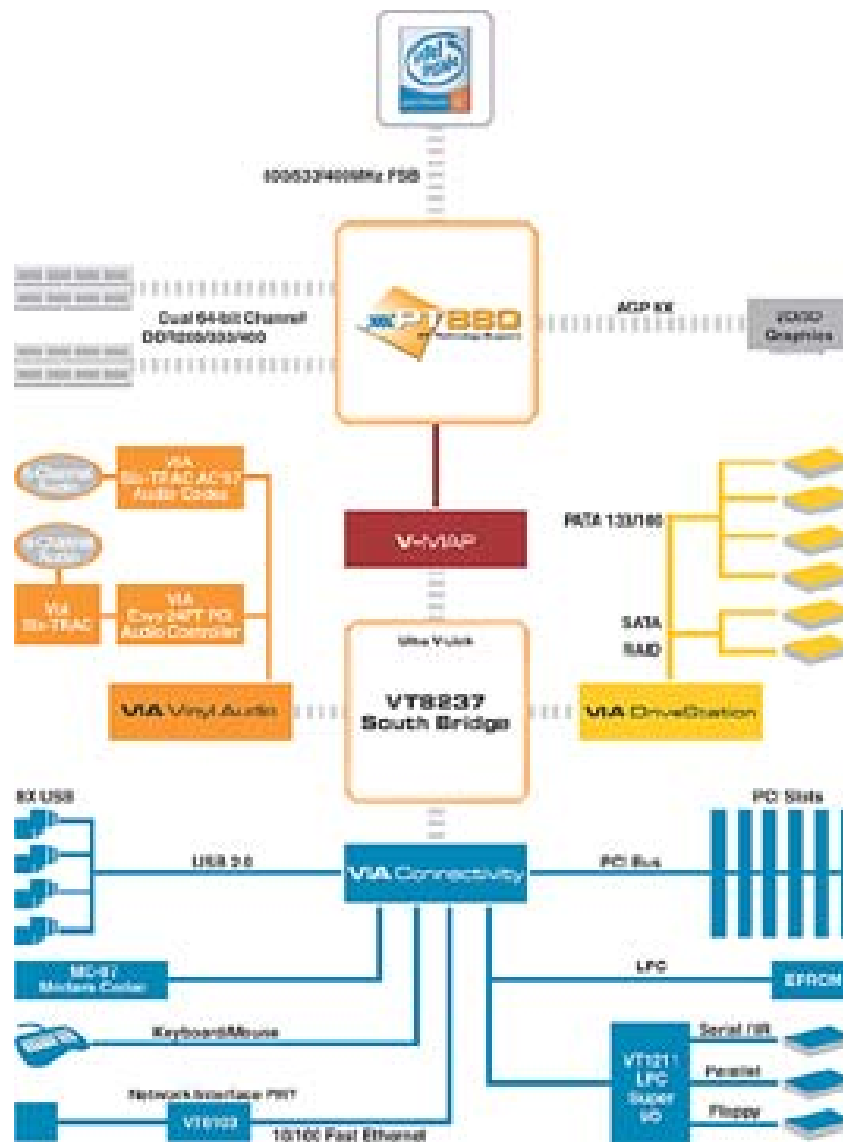 intel
inside
800/533/400MHz FSB
Dual 64-bit Channel
DDR266/333/400
PT880
AGP 8X
Graphics
VIA
Six-TRAC AC'97
Audio Codec
VIA
Six-TRAC
VIA
Envy 24PT PCI
Audio Controller
V-MAP
PATA 133/100
SATA
RAID
Ultra V-Link
VT8237
South Bridge
VIA Vinyl Audio
VIA DriveStation
8X USB
USB 2.0
VIA Connectivity
PCI Bus
PCI Slots
MC-97
Modem Codec
LPC
EPROM
Keyboard/Mouse
VT1211
LPC
Super
I/O
Serial / IR
Parallel
Floppy
Network Interface PHY
VT6103
10/100 Fast Ethernet